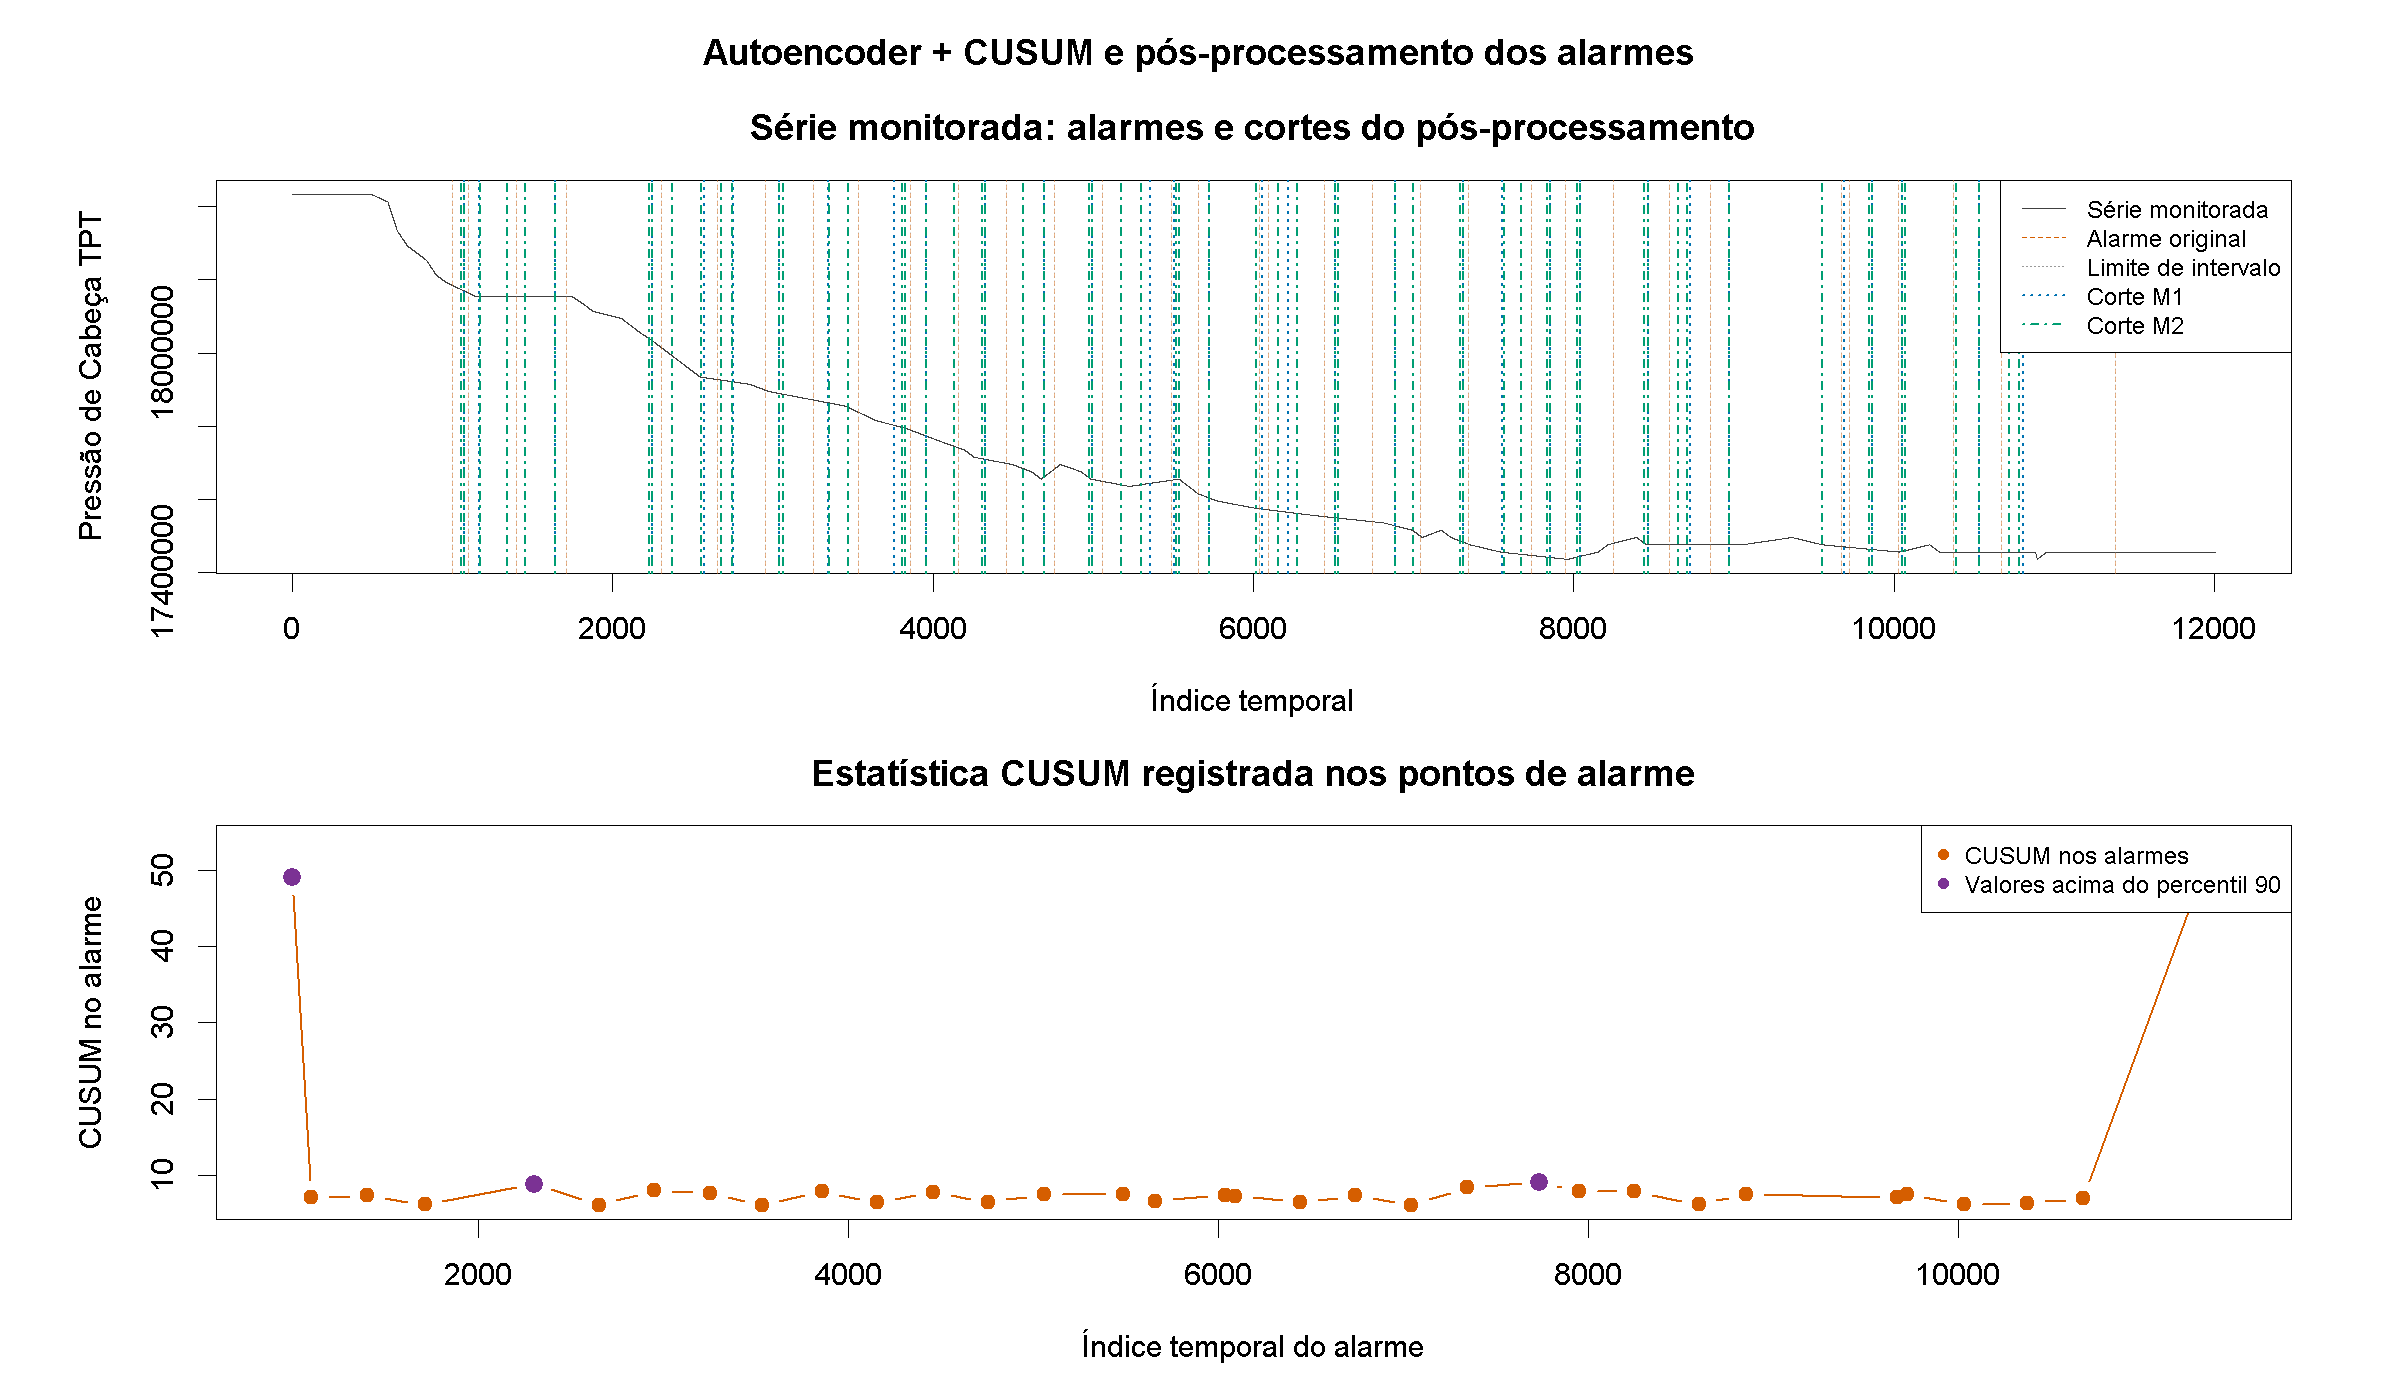 Autoencoder + CUSUM e pós-processamento dos alarmes
Série monitorada: alarmes e cortes do pós-processamento
Pressão de Cabeça TPT
17400000
18000000
Série monitorada
Alarme original
Limite de intervalo
Corte M1
Corte M2
0
2000
4000
6000
8000
10000
12000
Índice temporal
Estatística CUSUM registrada nos pontos de alarme
CUSUM no alarme
50
40
30
20
10
CUSUM nos alarmes
Valores acima do percentil 90
2000
4000
6000
8000
10000
Índice temporal do alarme